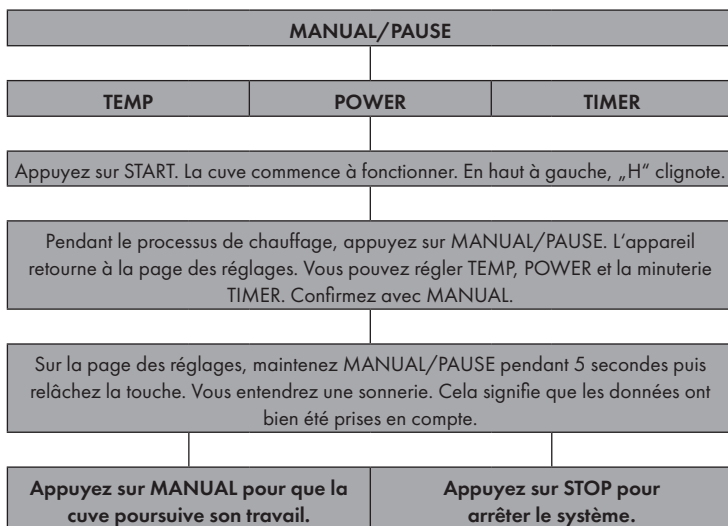 MANUAL/PAUSE
TEMP POWER TIMER
Appuyez sur START. La cuve commence à fonctionner. En haut à gauche, „H“ clignote.
Pendant le processus de chauffage, appuyez sur MANUAL/PAUSE. L‘appareil
retourne à la page des réglages. Vous pouvez régler TEMP, POWER et la minuterie
TIMER. Confirmez avec MANUAL.
Sur la page des réglages, maintenez MANUAL/PAUSE pendant 5 secondes puis
relâchez la touche. Vous entendrez une sonnerie. Cela signifie que les données ont
bien été prises en compte.
Appuyez sur MANUAL pour que la
cuve poursuive son travail.
Appuyez sur STOP pour
arrêter le système.